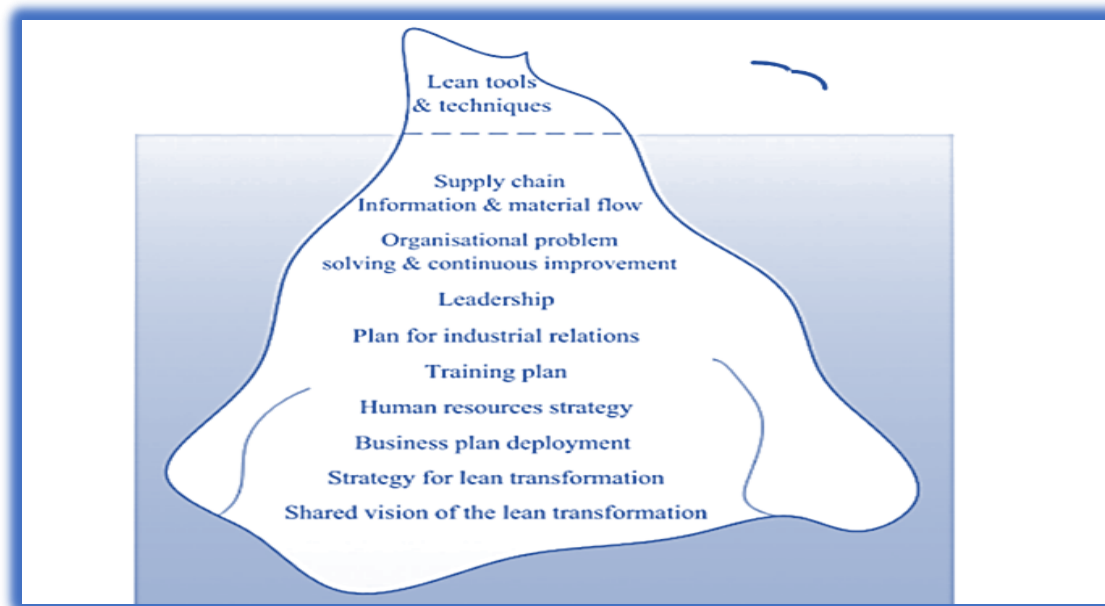 Lean tools
& techniques
Supply chain
Information & material flow
Organisational problem
solving & continuous improvement
Leadership
Plan for industrial relations
Training plan
Human resources strategy
Business plan deployment
Strategy for lean transformation
Shared vision of the lean transformation